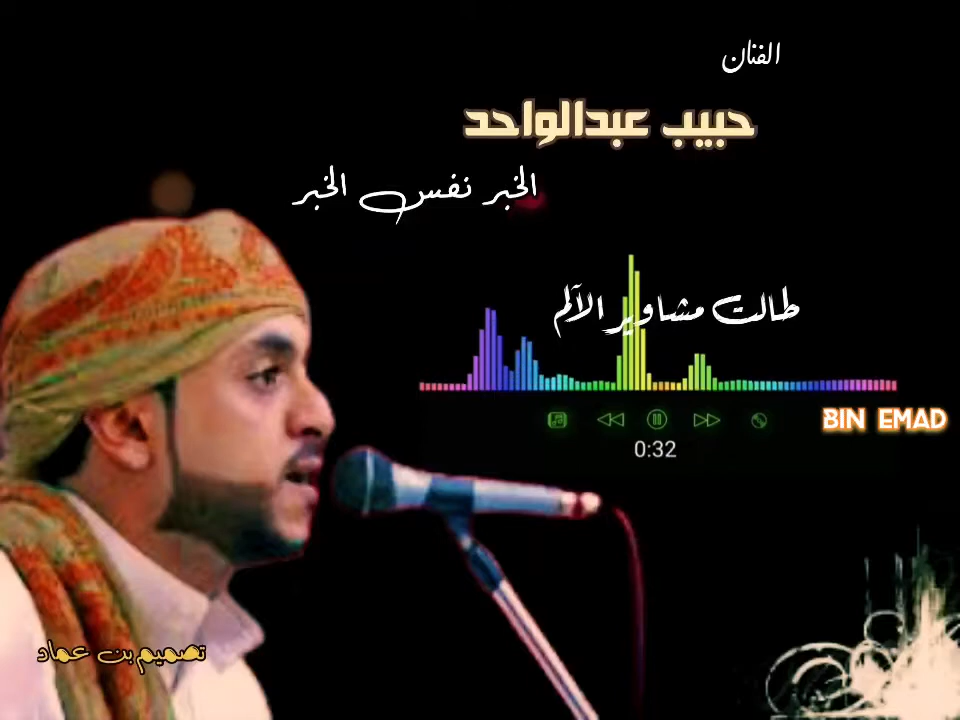 الفنان
حبيب عبدالواحد
الخبر نفس الخبر
طالت مشاوير الألم
BIN EMAD
0:32
تصميم بن عماد